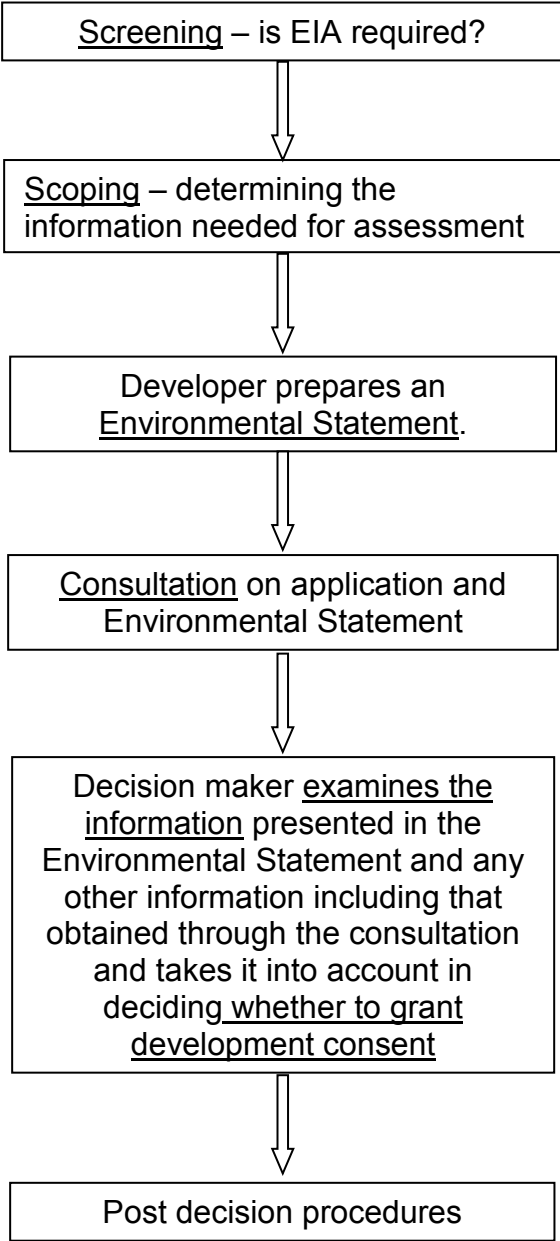 Screening – is EIA required?
Scoping – determining the
information needed for assessment
Developer prepares an
Environmental Statement.
Consultation on application and
Environmental Statement
Decision maker examines the
information presented in the
Environmental Statement and any
other information including that
obtained through the consultation
and takes it into account in
deciding whether to grant
development consent
Post decision procedures